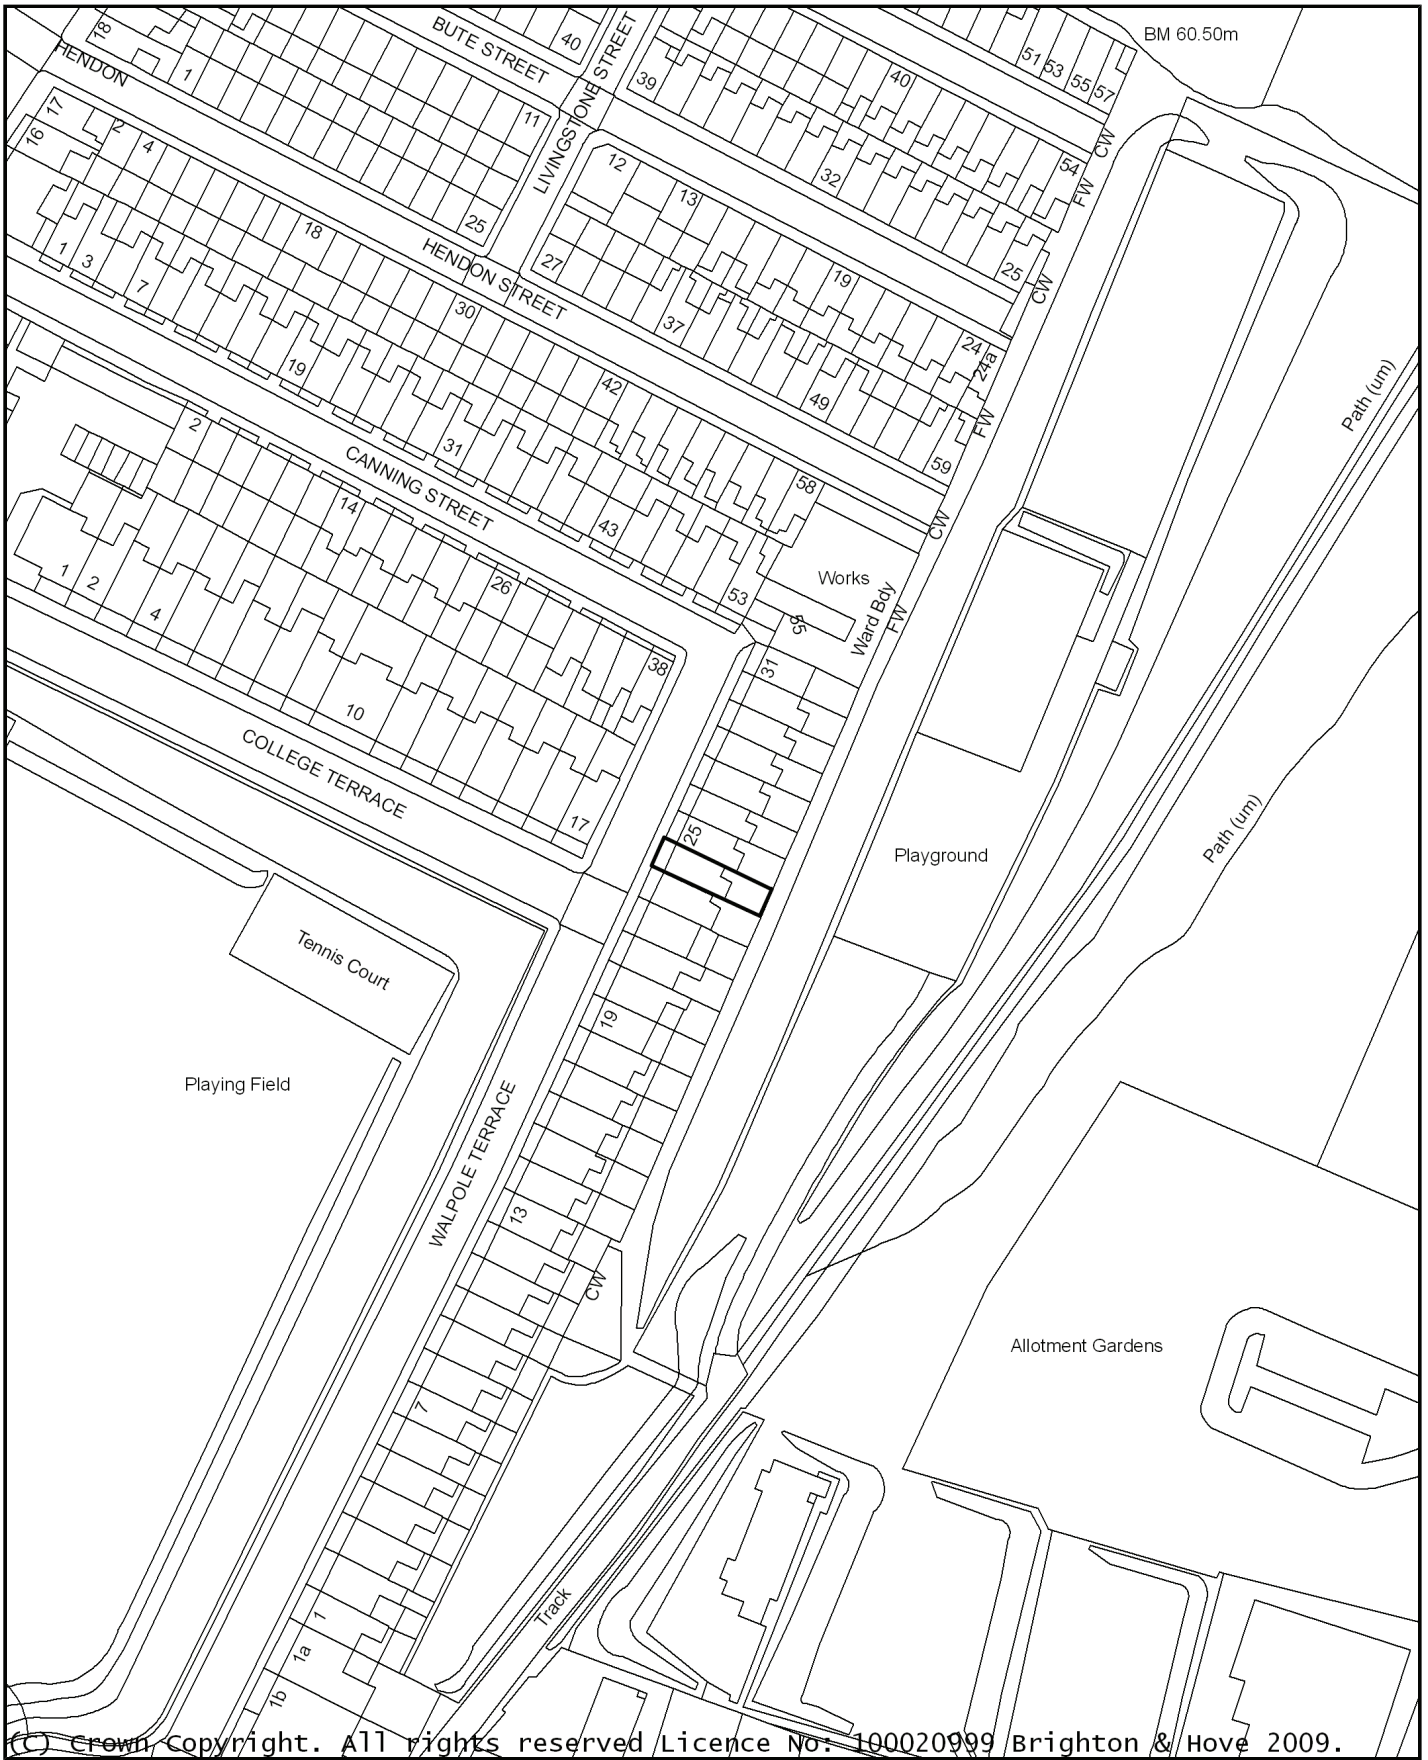 BM 60.50m
18
HENDON
1
BUTE STREET
40
LIVINGSTONE STREET
39
40
51
53
55
57
11
17
16
2
4
25
12
13
32
54
CW
FW
25
CW
1
3
7
18
HENDON STREET
27
30
37
19
24
24a
FW
Path (um)
19
42
49
59
2
31
CANNING STREET
14
43
58
CW
1
2
4
26
53
Works
55
Ward Bdy
FW
38
31
10
COLLEGE TERRACE
17
25
Playground
Path (um)
Tennis Court
19
Playing Field
WALPOLE TERRACE
13
CW
Allotment Gardens
7
Track
1
1a
1b
(C) Crown Copyright. All rights reserved Licence No: 100020999 Brighton & Hove 2009.